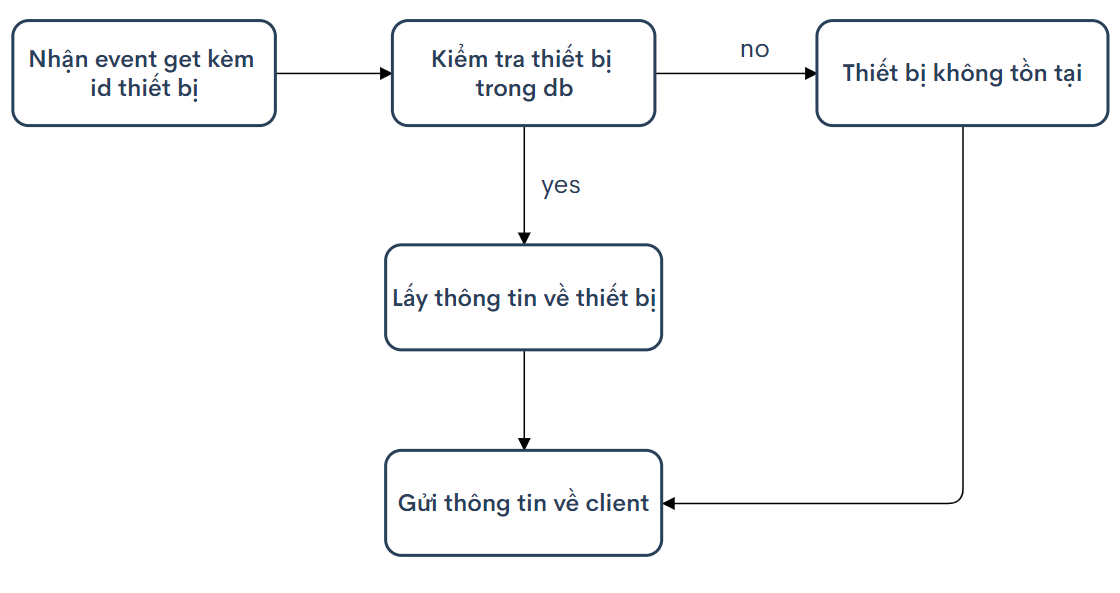 Nhận event get kèm
id thiết bị
Kiểm tra thiết bị
trong db
no
Thiết bị không tồn tại
yes
Lấy thông tin về thiết bị
Gửi thông tin về client